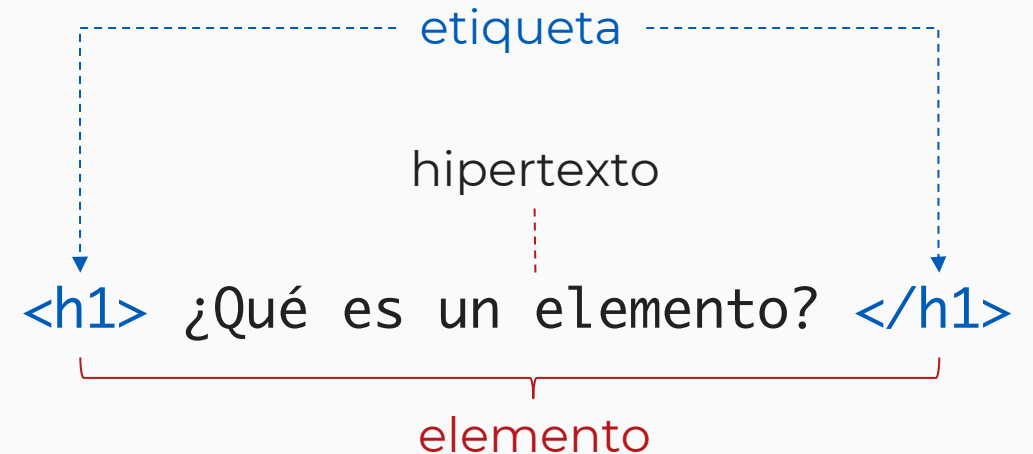 etiqueta
hipertexto
<h1> ¿Qué es un elemento? </h1>
elemento